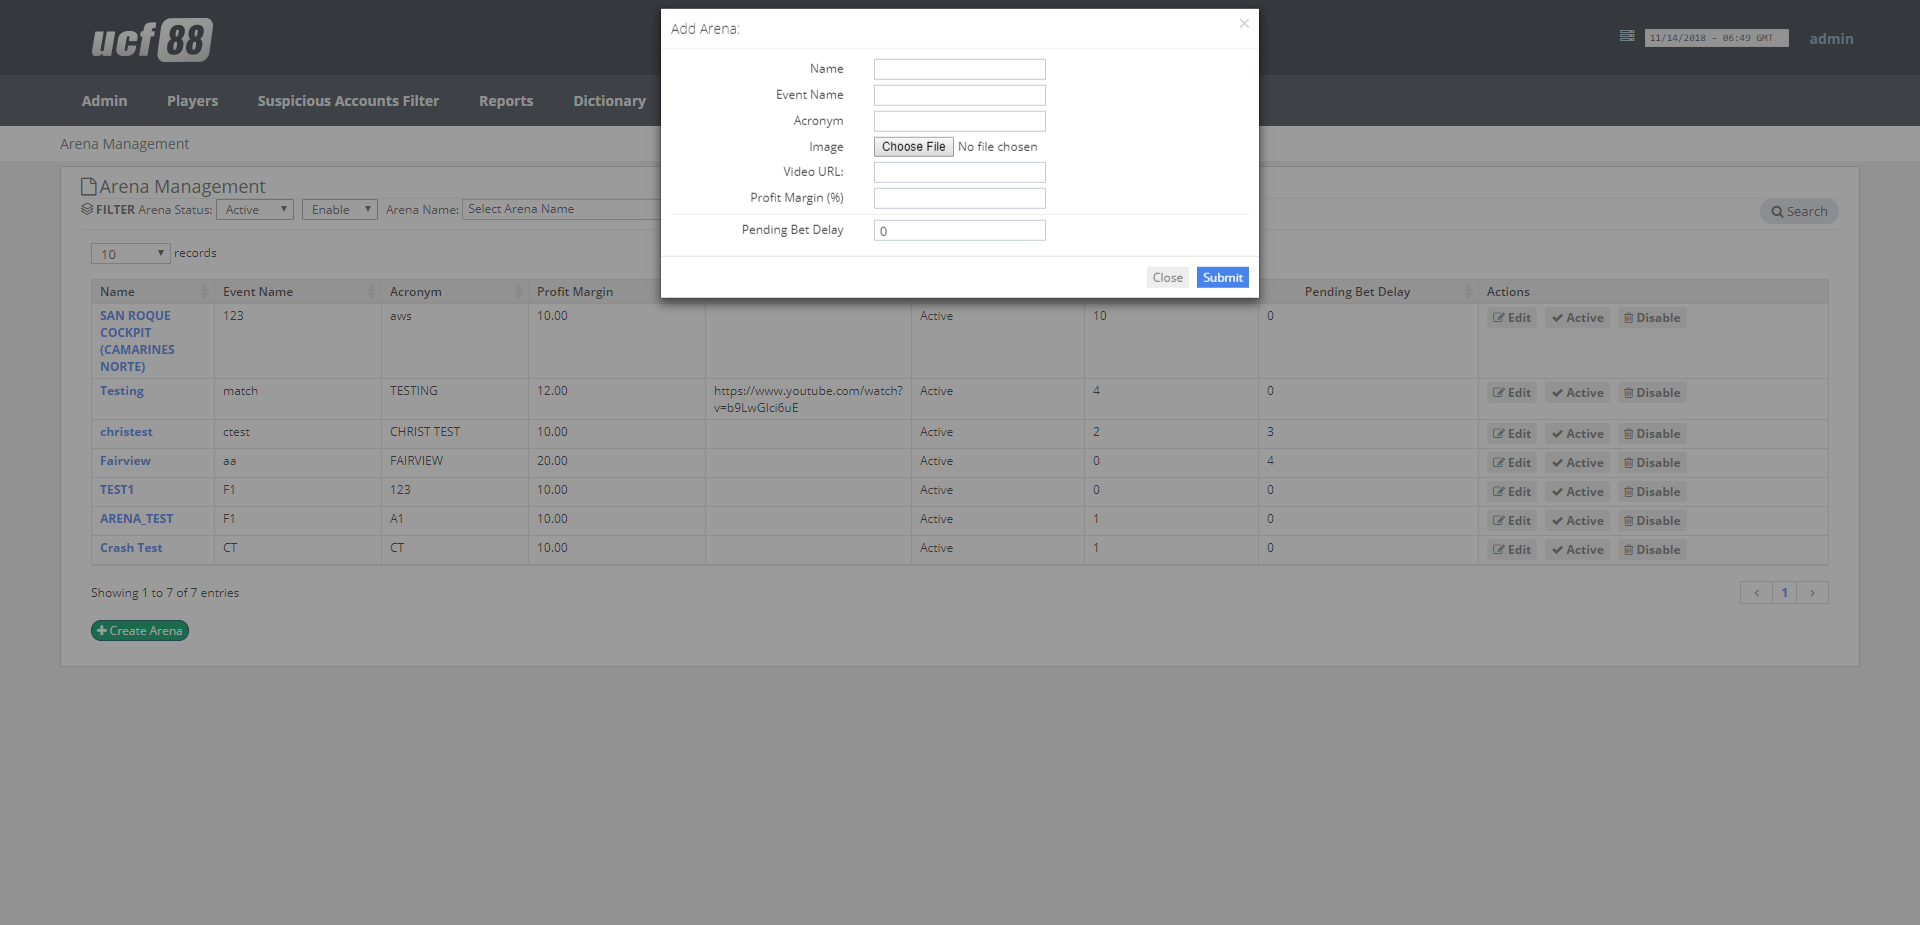 ucf 88
11/14/2018 - 06:49 GMT
admin
Admin Players Suspicious Accounts Filter Reports Dictionary
Add Arena: ×
Name
Event Name
Acronym
Image Choose File No file chosen
Video URL:
Profit Margin (%)
Pending Bet Delay 0
Close Submit
Arena Management
Arena Management
FILTER Arena Status: Active Enable Arena Name: Select Arena Name Search
10 records
Name Event Name Acronym Profit Margin Pending Bet Delay Actions
SAN ROQUE COCKPIT (CAMARINES NORTE) 123 aws 10.00 Active 10 0 Edit Active Disable
Testing match TESTING 12.00 https://www.youtube.com/watch?v=b9LwGlci6uE Active 4 0 Edit Active Disable
christest ctest CHRIST TEST 10.00 Active 2 3 Edit Active Disable
Fairview aa FAIRVIEW 20.00 Active 0 4 Edit Active Disable
TEST1 F1 123 10.00 Active 0 0 Edit Active Disable
ARENA_TEST F1 A1 10.00 Active 1 0 Edit Active Disable
Crash Test CT CT 10.00 Active 1 0 Edit Active Disable
Showing 1 to 7 of 7 entries
‹ 1 ›
Create Arena